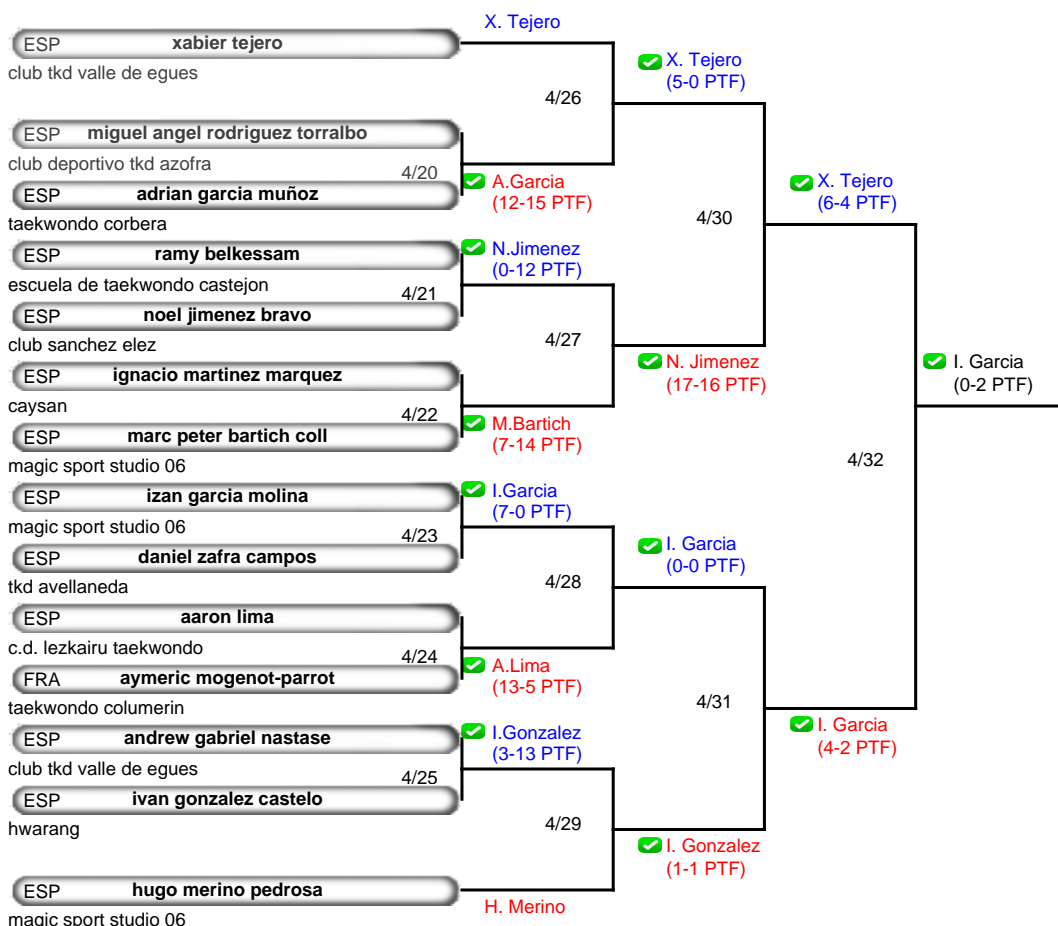 X. Tejero
ESP xabier tejero
club tkd valle de egues
X. Tejero
(5-0 PTF)
4/26
ESP miguel angel rodriguez torralbo
club deportivo tkd azofra
4/20
A.Garcia
(12-15 PTF)
ESP adrian garcia muñoz
taekwondo corbera
X. Tejero
(6-4 PTF)
4/30
ESP ramy belkessam
escuela de taekwondo castejon
N.Jimenez
(0-12 PTF)
4/21
ESP noel jimenez bravo
club sanchez elez
4/27
N. Jimenez
(17-16 PTF)
I. Garcia
(0-2 PTF)
ESP ignacio martinez marquez
caysan
4/22
M.Bartich
(7-14 PTF)
ESP marc peter bartich coll
magic sport studio 06
4/32
ESP izan garcia molina
magic sport studio 06
I.Garcia
(7-0 PTF)
4/23
ESP daniel zafra campos
tkd avellaneda
I. Garcia
(0-0 PTF)
4/28
ESP aaron lima
c.d. lezkairu taekwondo
4/24
A.Lima
(13-5 PTF)
FRA aymeric mogenot-parrot
taekwondo columerin
4/31
I. Garcia
(4-2 PTF)
ESP andrew gabriel nastase
club tkd valle de egues
I.Gonzalez
(3-13 PTF)
4/25
ESP ivan gonzalez castelo
hwarang
4/29
I. Gonzalez
(1-1 PTF)
ESP hugo merino pedrosa
H. Merino
magic sport studio 06